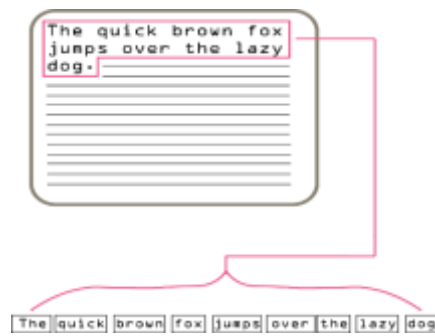 The quick brown fox
jumps over the lazy
dog.
The quick brown fox jumps over the lazy dog